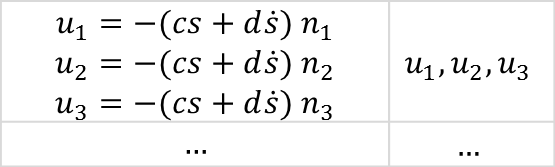 u₁ = −(cs + dṡ) n₁
u₂ = −(cs + dṡ) n₂
u₃ = −(cs + dṡ) n₃
u₁, u₂, u₃
...
...